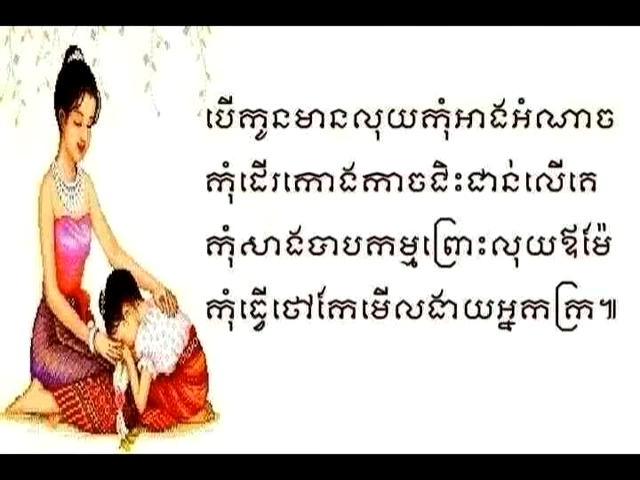 បើកូនមានលុយកុំអាងអំណាច
កុំដើរកោងកាចជិះជាន់លើគេ
កុំសាងបាបកម្មព្រោះលុយឪម៉ែ
កុំធ្វើថៅកែមើលងាយអ្នកក្រ៕